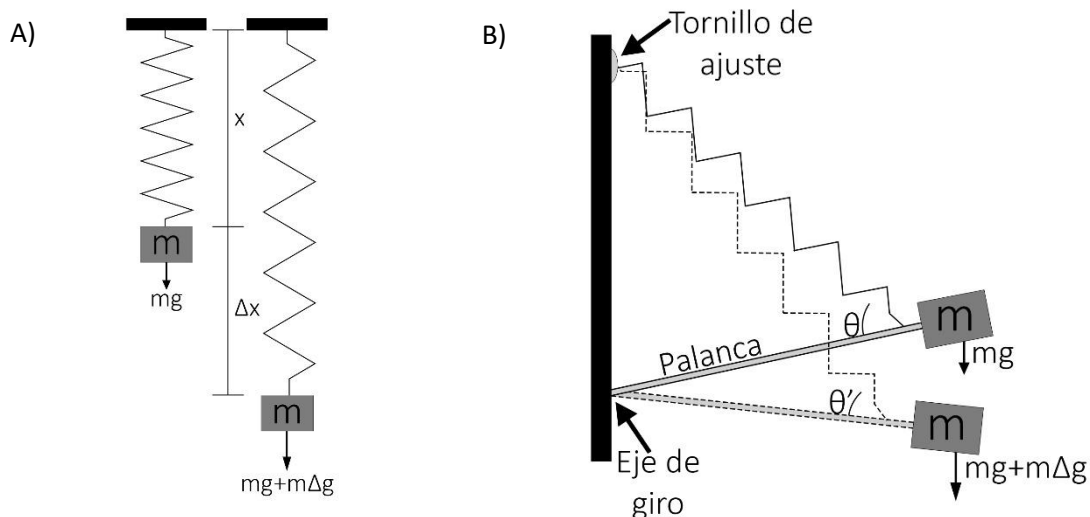 A)
x
m
mg
Δx
m
mg+mΔg
B)
Tornillo de
ajuste
θ
m
mg
Palanca
θ'
m
mg+mΔg
Eje de
giro